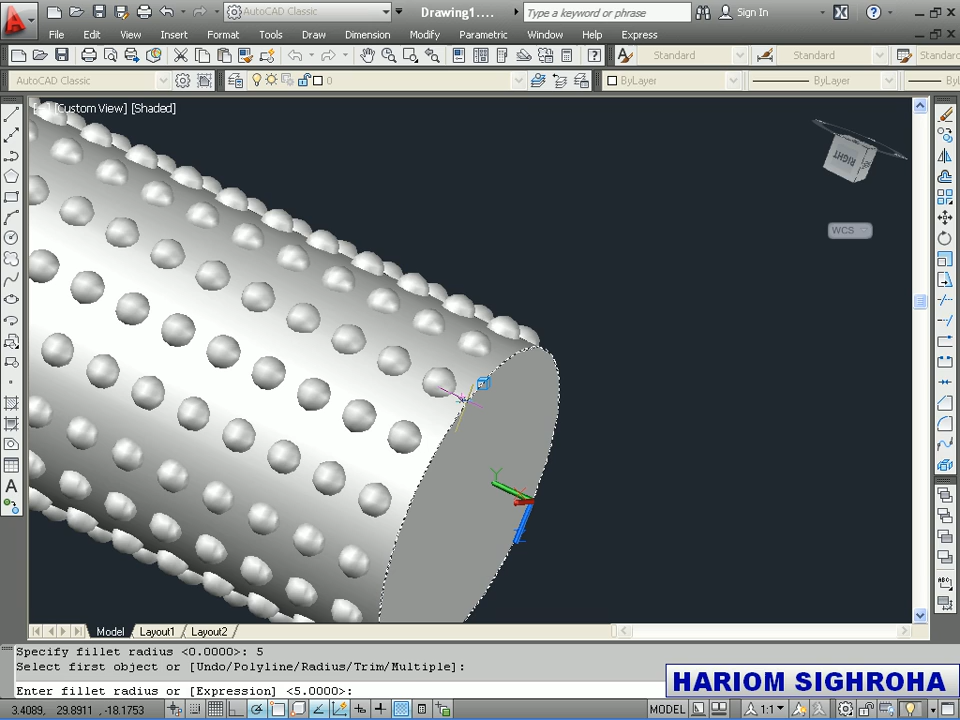 AutoCAD Classic
Drawing1....
Type a keyword or phrase
Sign In
File Edit View Insert Format Tools Draw Dimension Modify Parametric Window Help Express
Standard
Standard
Standard
AutoCAD Classic
0
ByLayer
ByLayer
[Custom View] [Shaded]
RIGHT
WCS
Y
Model Layout1 Layout2
Specify fillet radius <0.0000>: 5
Select first object or [Undo/Polyline/Radius/Trim/Multiple]:
Enter fillet radius or [Expression] <5.0000>:
HARIOM SIGHROHA
3.4089, 29.8911, -18.1753
MODEL
1:1